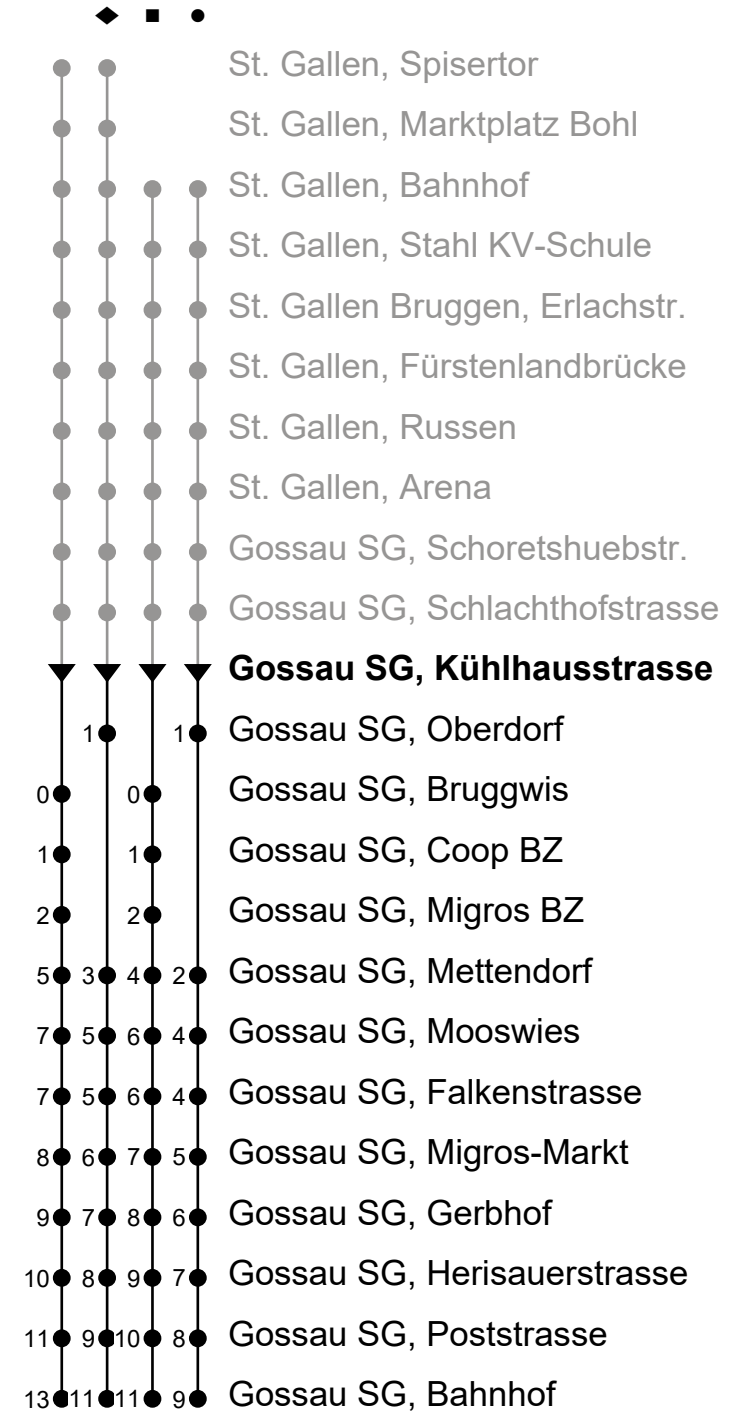 St. Gallen, Spisertor
St. Gallen, Marktplatz Bohl
St. Gallen, Bahnhof
St. Gallen, Stahl KV-Schule
St. Gallen Bruggen, Erlachstr.
St. Gallen, Fürstenlandbrücke
St. Gallen, Russen
St. Gallen, Arena
Gossau SG, Schoretshuebstr.
Gossau SG, Schlachthofstrasse
Gossau SG, Kühlhausstrasse
1 1 Gossau SG, Oberdorf
0 0 Gossau SG, Bruggwis
1 1 Gossau SG, Coop BZ
2 2 Gossau SG, Migros BZ
5 3 4 2 Gossau SG, Mettendorf
7 5 6 4 Gossau SG, Mooswies
7 5 6 4 Gossau SG, Falkenstrasse
8 6 7 5 Gossau SG, Migros-Markt
9 7 8 6 Gossau SG, Gerbhof
10 8 9 7 Gossau SG, Herisauerstrasse
11 9 10 8 Gossau SG, Poststrasse
13 11 11 9 Gossau SG, Bahnhof